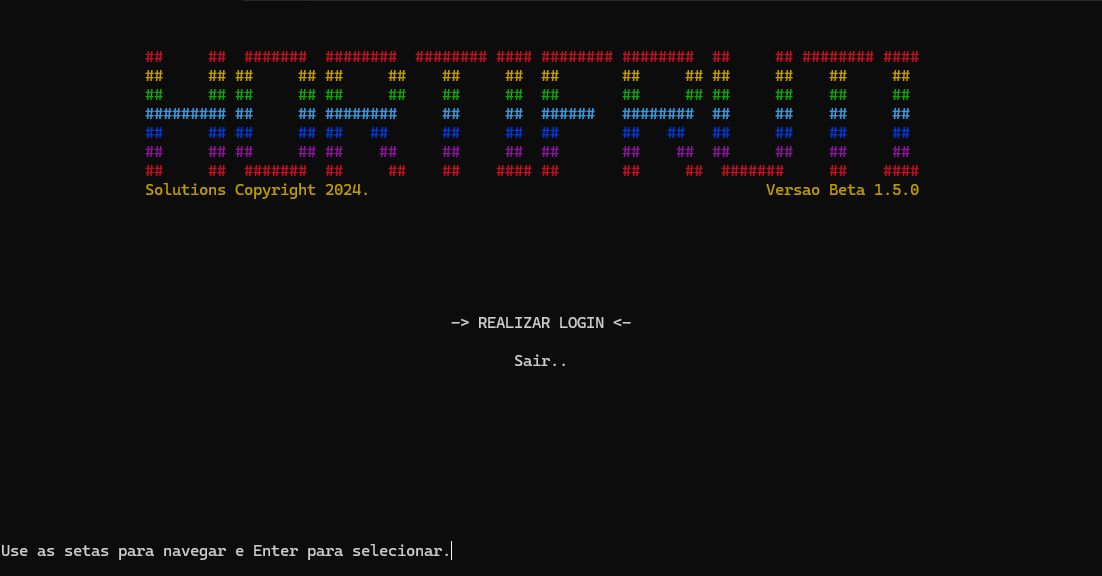 HORTIFRUTI
Solutions Copyright 2024. Versao Beta 1.5.0
-> REALIZAR LOGIN <-
Sair..
Use as setas para navegar e Enter para selecionar.